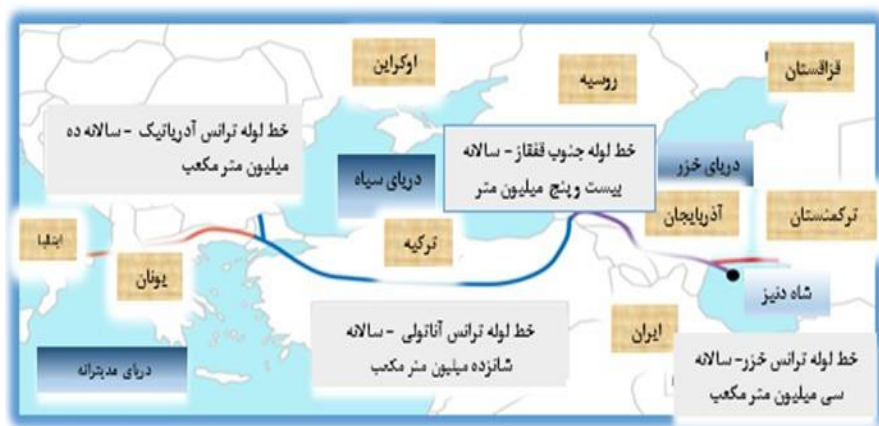 اوکراین
روسیه
قزاقستان
خط لوله ترانس آدریاتیک - سالانه ده
میلیون متر مکعب
دریای سیاه
خط لوله جنوب قفقاز - سالانه
بیست و پنج میلیون متر
دریای خزر
ایتالیا
یونان
ترکیه
آذربایجان
ترکمنستان
شاه دنیز
خط لوله ترانس آناتولی - سالانه
شانزده میلیون متر مکعب
ایران
دریای مدیترانه
خط لوله ترانس خزر- سالانه
سی میلیون متر مکعب